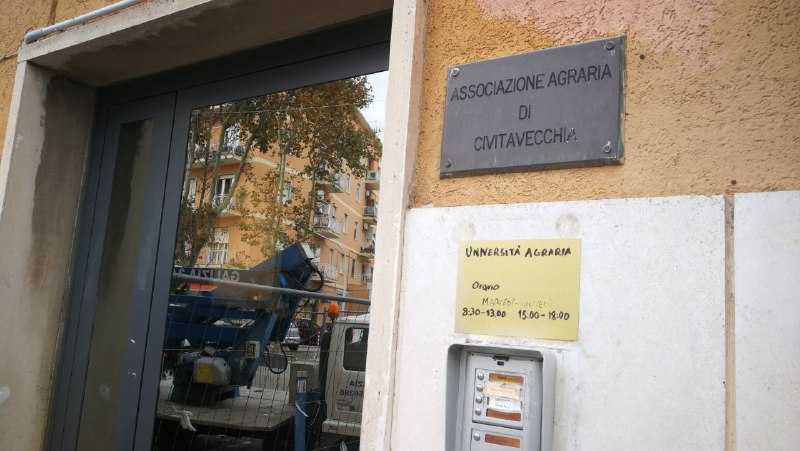 ASSOCIAZIONE AGRARIA
DI
CIVITAVECCHIA
UNIVERSITÀ AGRARIA
Orario
8:30-13.00 15:00-18:00